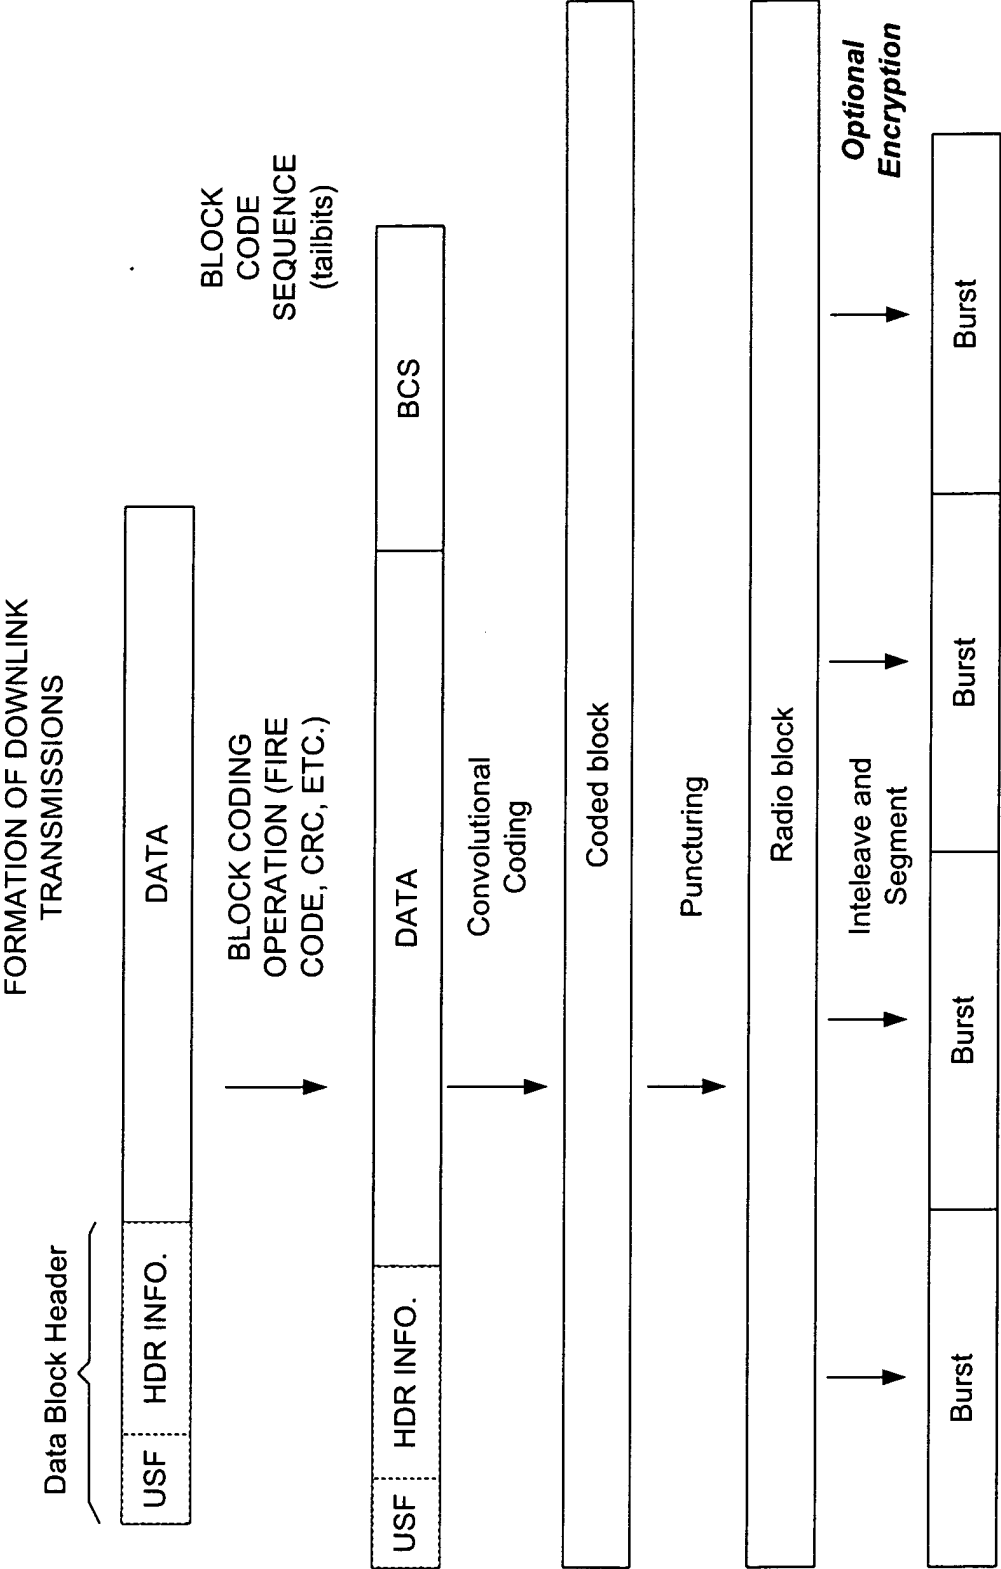 FORMATION OF DOWNLINK
TRANSMISSIONS
Data Block Header
USF
HDR INFO.
DATA
BLOCK CODING
OPERATION (FIRE
CODE, CRC, ETC.)
BLOCK
CODE
SEQUENCE
(tailbits)
USF
HDR INFO.
DATA
BCS
Convolutional
Coding
Coded block
Puncturing
Radio block
Inteleave and
Segment
Optional
Encryption
Burst
Burst
Burst
Burst